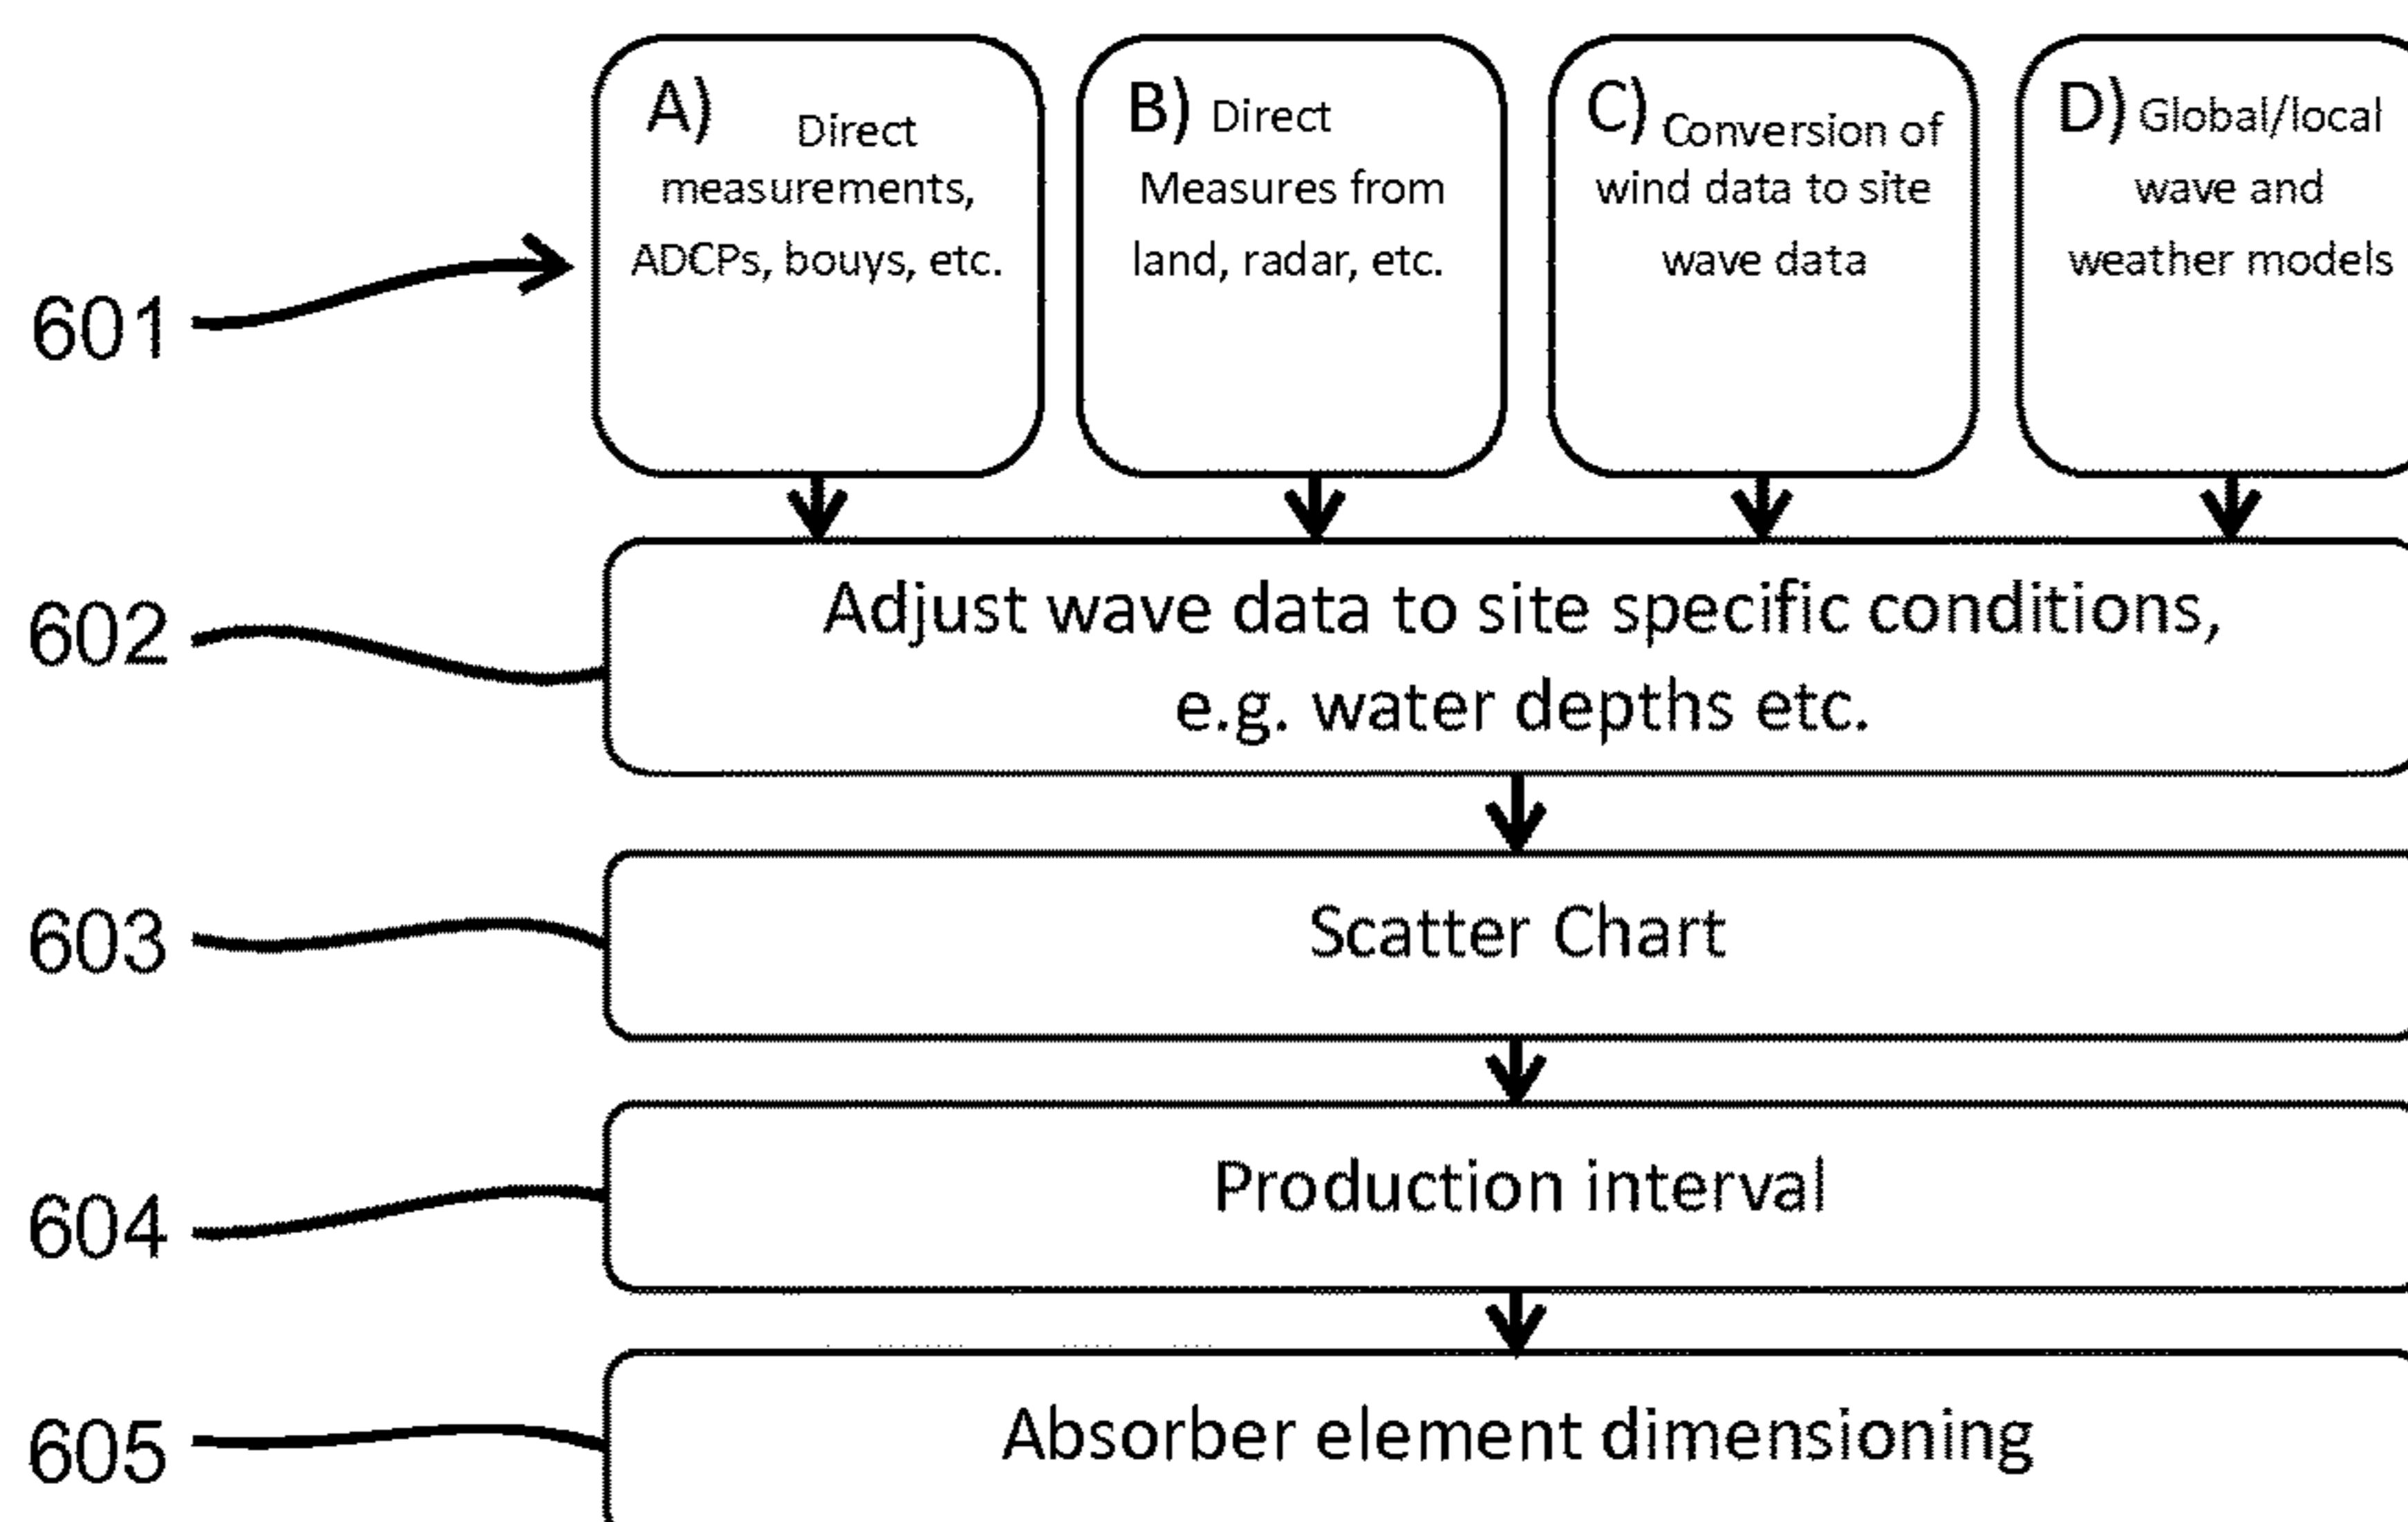 A) Direct
measurements,
ADCPs, bouys, etc.
B) Direct
Measures from
land, radar, etc.
C) Conversion of
wind data to site
wave data
D) Global/local
wave and
weather models
601
602
Adjust wave data to site specific conditions,
e.g. water depths etc.
603
Scatter Chart
604
Production interval
605
Absorber element dimensioning